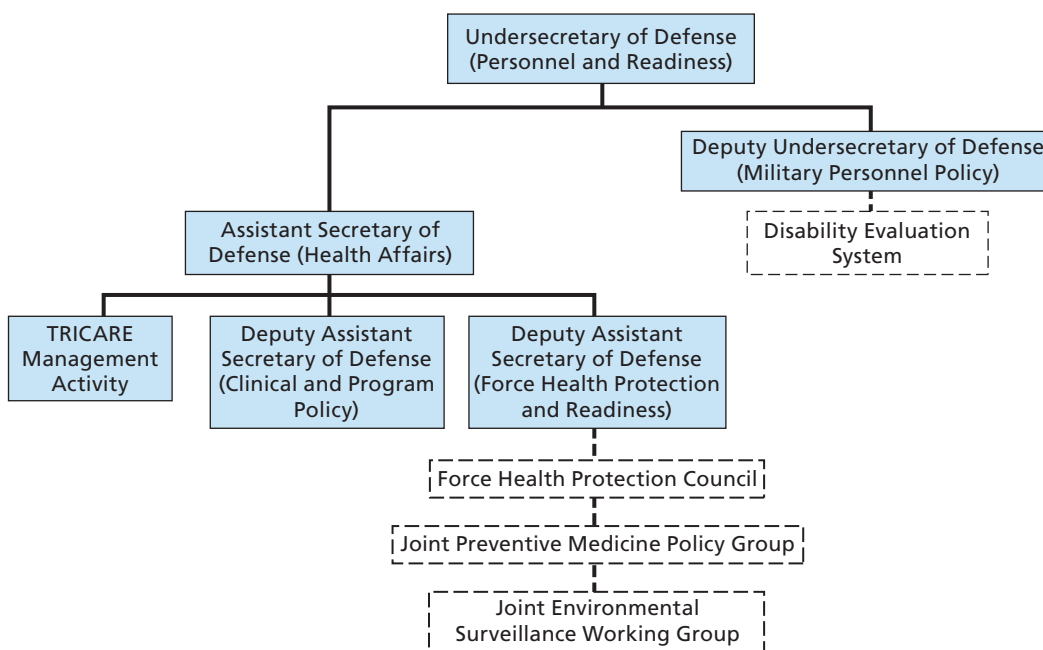 Undersecretary of Defense
(Personnel and Readiness)
Deputy Undersecretary of Defense
(Military Personnel Policy)
Disability Evaluation
System
Assistant Secretary of
Defense (Health Affairs)
TRICARE
Management
Activity
Deputy Assistant
Secretary of Defense
(Clinical and Program
Policy)
Deputy Assistant
Secretary of Defense
(Force Health Protection
and Readiness)
Force Health Protection Council
Joint Preventive Medicine Policy Group
Joint Environmental
Surveillance Working Group